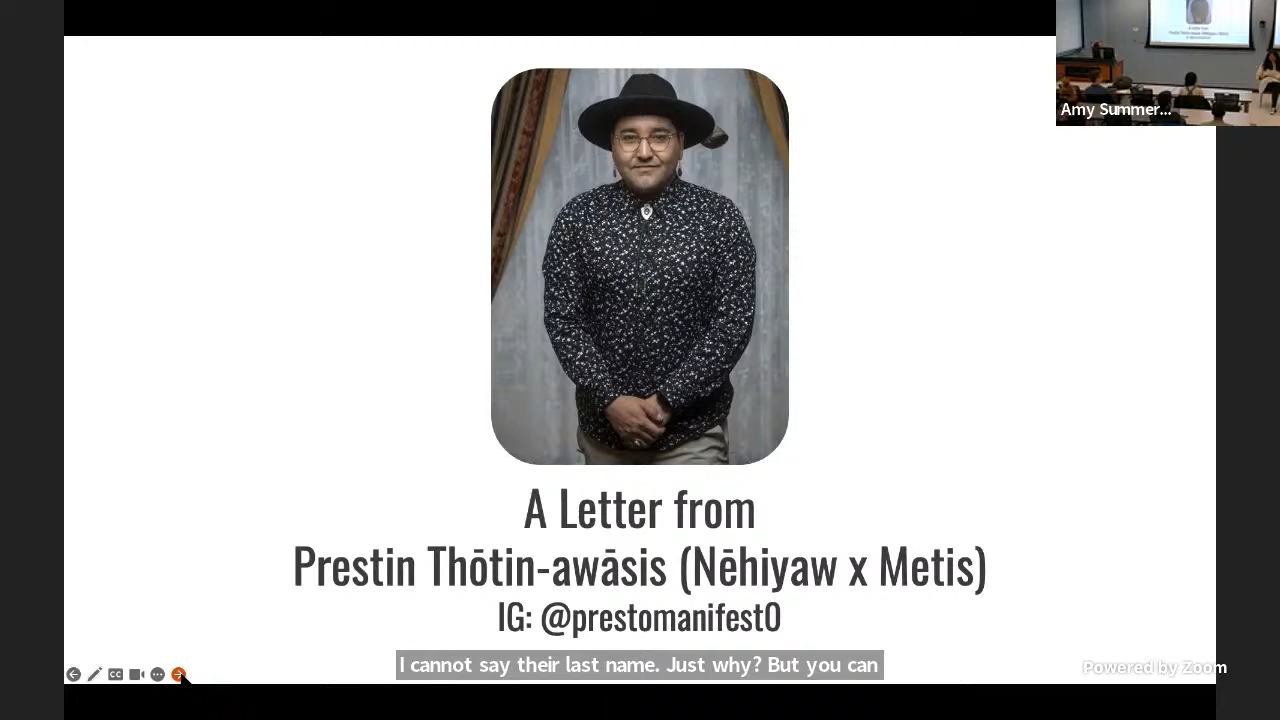 Amy Summer...
A Letter from
Prestin Thōtin-awāsis (Nēhiyaw x Metis)
IG: @prestomanifest0
I cannot say their last name. Just why? But you can
Powered by Zoom